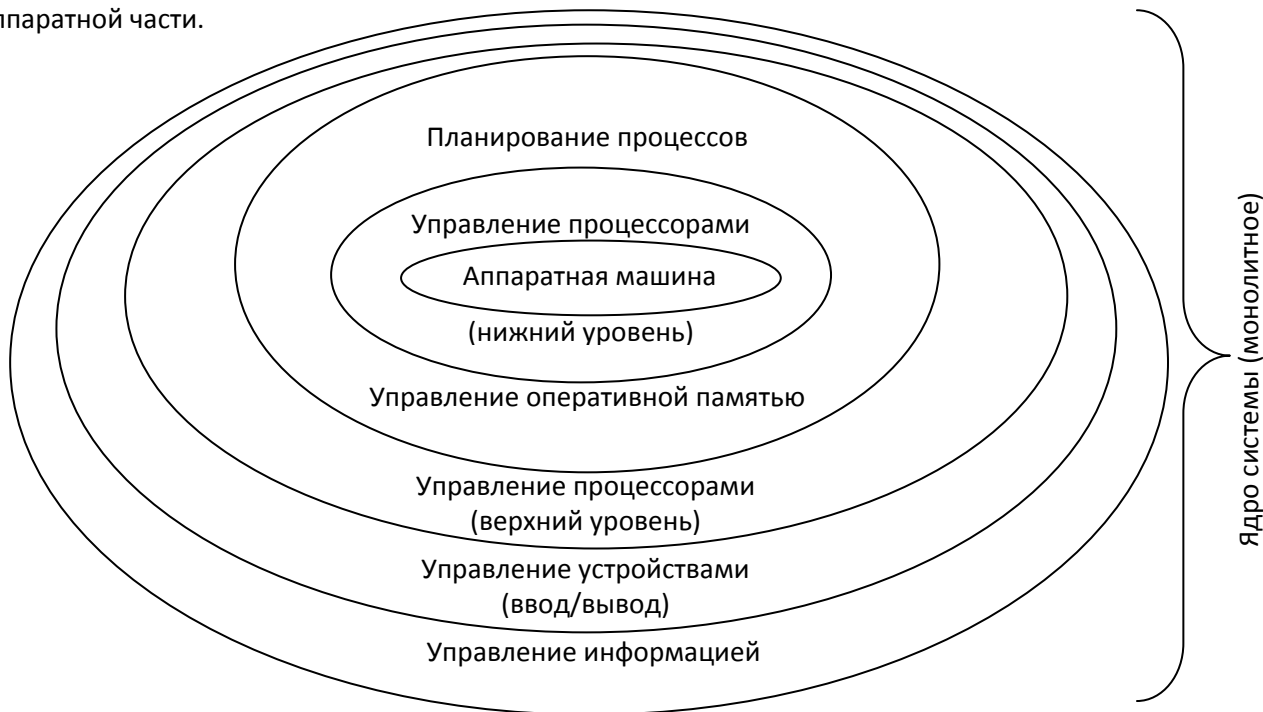 ппаратной части.
Планирование процессов
Управление процессорами
Аппаратная машина
(нижний уровень)
Управление оперативной памятью
Управление процессорами
(верхний уровень)
Управление устройствами
(ввод/вывод)
Управление информацией
Ядро системы (монолитное)